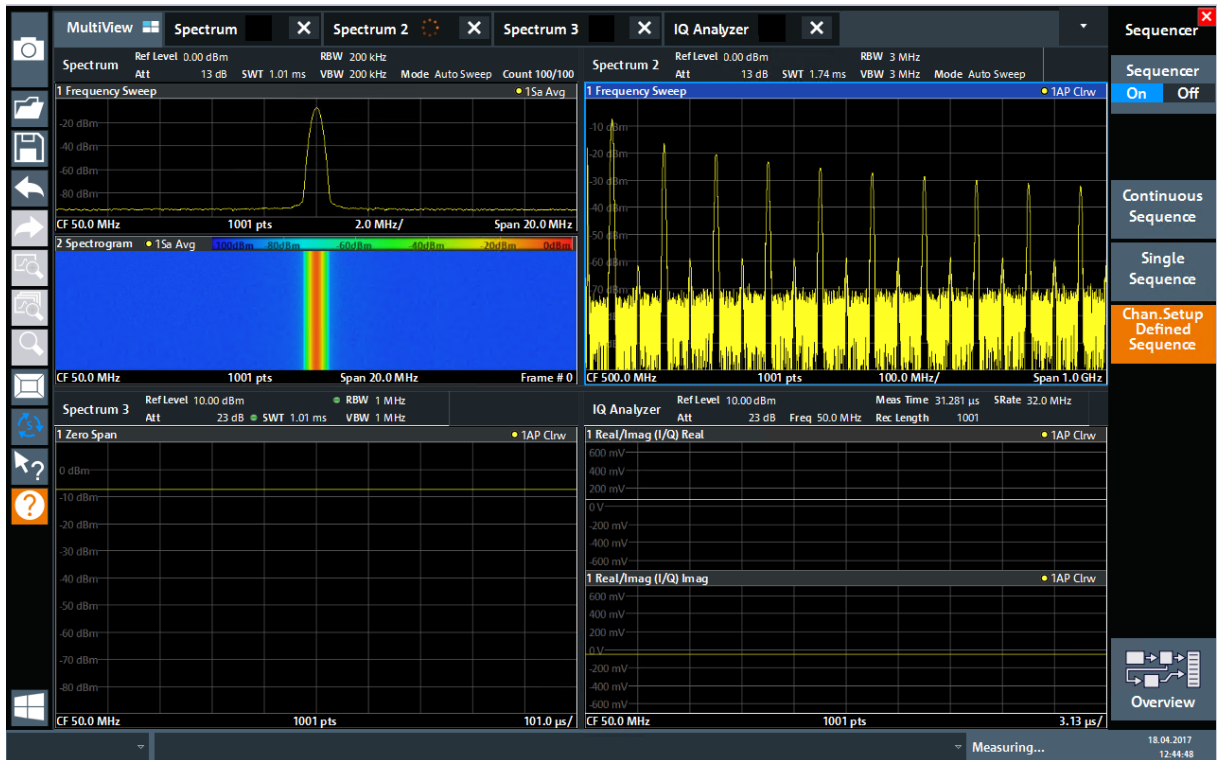 MultiView Spectrum Spectrum 2 Spectrum 3 IQ Analyzer
Sequencer
Spectrum
Ref Level 0.00 dBm RBW 200 kHz
Att 13 dB SWT 1.01 ms VBW 200 kHz Mode Auto Sweep Count 100/100
1 Frequency Sweep 1Sa Avg
-20 dBm
-40 dBm
-60 dBm
-80 dBm
CF 50.0 MHz 1001 pts 2.0 MHz/ Span 20.0 MHz
2 Spectrogram 1Sa Avg -100dBm -80dBm -60dBm -40dBm -20dBm 0dBm
CF 50.0 MHz 1001 pts Span 20.0 MHz Frame # 0
Spectrum 2
Ref Level 0.00 dBm RBW 3 MHz
Att 13 dB SWT 1.74 ms VBW 3 MHz Mode Auto Sweep
1 Frequency Sweep 1AP Clrw
-10 dBm
-20 dBm
-30 dBm
-40 dBm
-50 dBm
-60 dBm
-70 dBm
CF 500.0 MHz 1001 pts 100.0 MHz/ Span 1.0 GHz
Spectrum 3
Ref Level 10.00 dBm RBW 1 MHz
Att 23 dB SWT 1.01 ms VBW 1 MHz
1 Zero Span 1AP Clrw
0 dBm
-10 dBm
-20 dBm
-30 dBm
-40 dBm
-50 dBm
-60 dBm
-70 dBm
-80 dBm
CF 50.0 MHz 1001 pts 101.0 µs/
IQ Analyzer
Ref Level 10.00 dBm Meas Time 31.281 µs SRate 32.0 MHz
Att 23 dB Freq 50.0 MHz Rec Length 1001
1 Real/Imag (I/Q) Real 1AP Clrw
600 mV
400 mV
200 mV
0 V
-200 mV
-400 mV
-600 mV
1 Real/Imag (I/Q) Imag 1AP Clrw
600 mV
400 mV
200 mV
0 V
-200 mV
-400 mV
-600 mV
CF 50.0 MHz 1001 pts 3.13 µs/
Sequencer
On Off
Continuous
Sequence
Single
Sequence
Chan.Setup
Defined
Sequence
Overview
Measuring...
18.04.2017
12:44:48